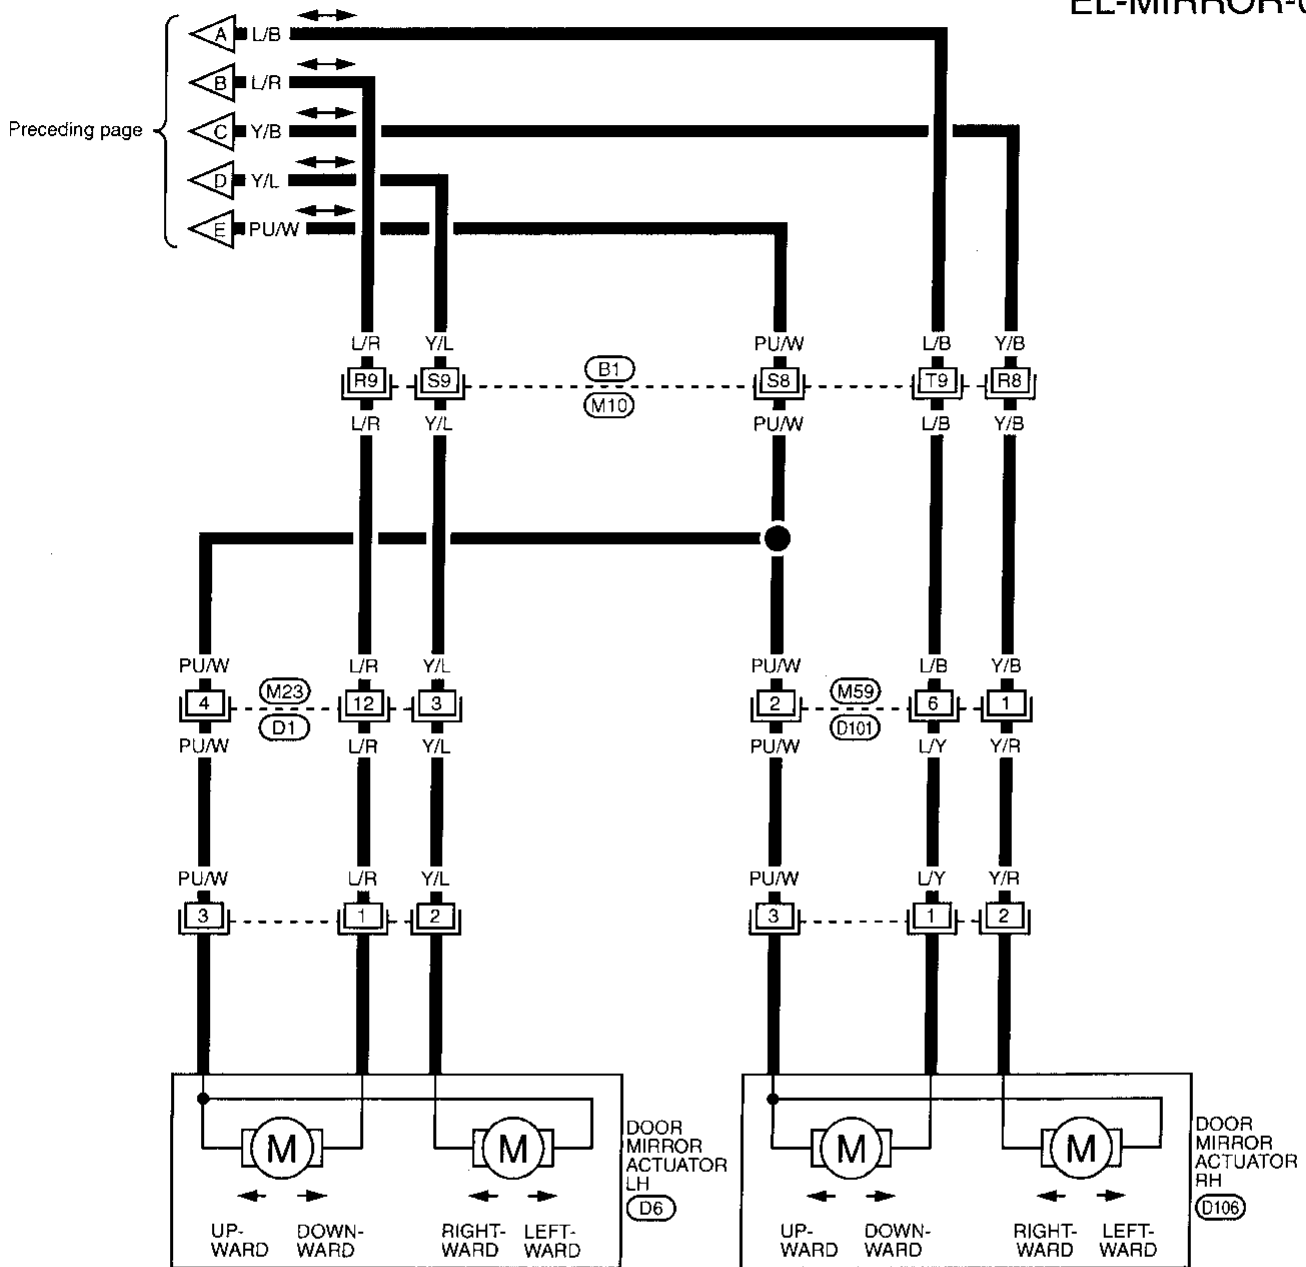 EL-MIRROR-
A L/B
B L/R
Preceding page
C Y/B
D Y/L
E PU/W
L/R Y/L PU/W L/B Y/B
R9 S9 B1 S8 T9 R8
M10
L/R Y/L PU/W L/B Y/B
PU/W L/R Y/L PU/W L/B Y/B
4 M23 12 3 2 M59 6 1
D1 D101
PU/W L/R Y/L PU/W L/Y Y/R
PU/W L/R Y/L PU/W L/Y Y/R
3 1 2 3 1 2
M M M M
DOOR
MIRROR
ACTUATOR
LH
D6
DOOR
MIRROR
ACTUATOR
RH
D106
UP-
WARD
DOWN-
WARD
RIGHT-
WARD
LEFT-
WARD
UP-
WARD
DOWN-
WARD
RIGHT-
WARD
LEFT-
WARD